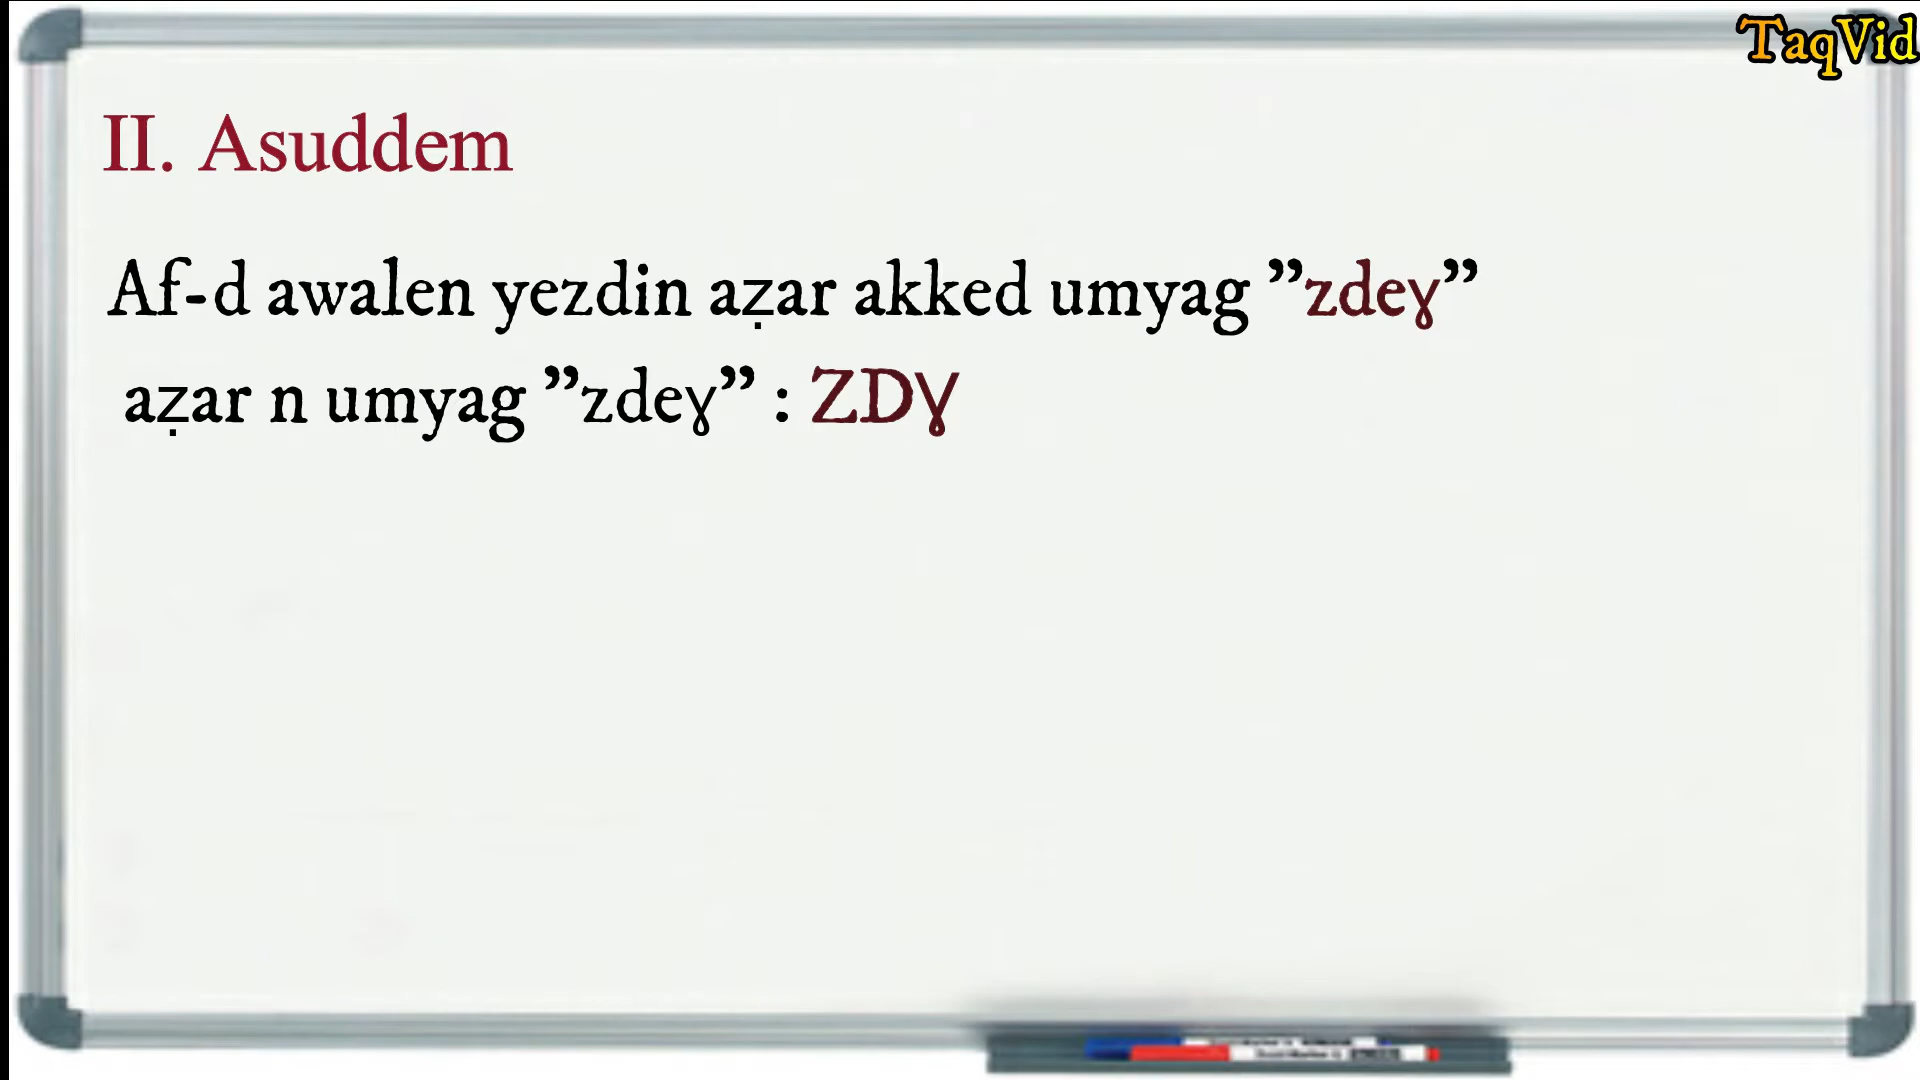 TaqVid
II. Asuddem
Af-d awalen yezdin aẓar akked umyag ”zdeɣ”
aẓar n umyag ”zdeɣ” : ZDƔ